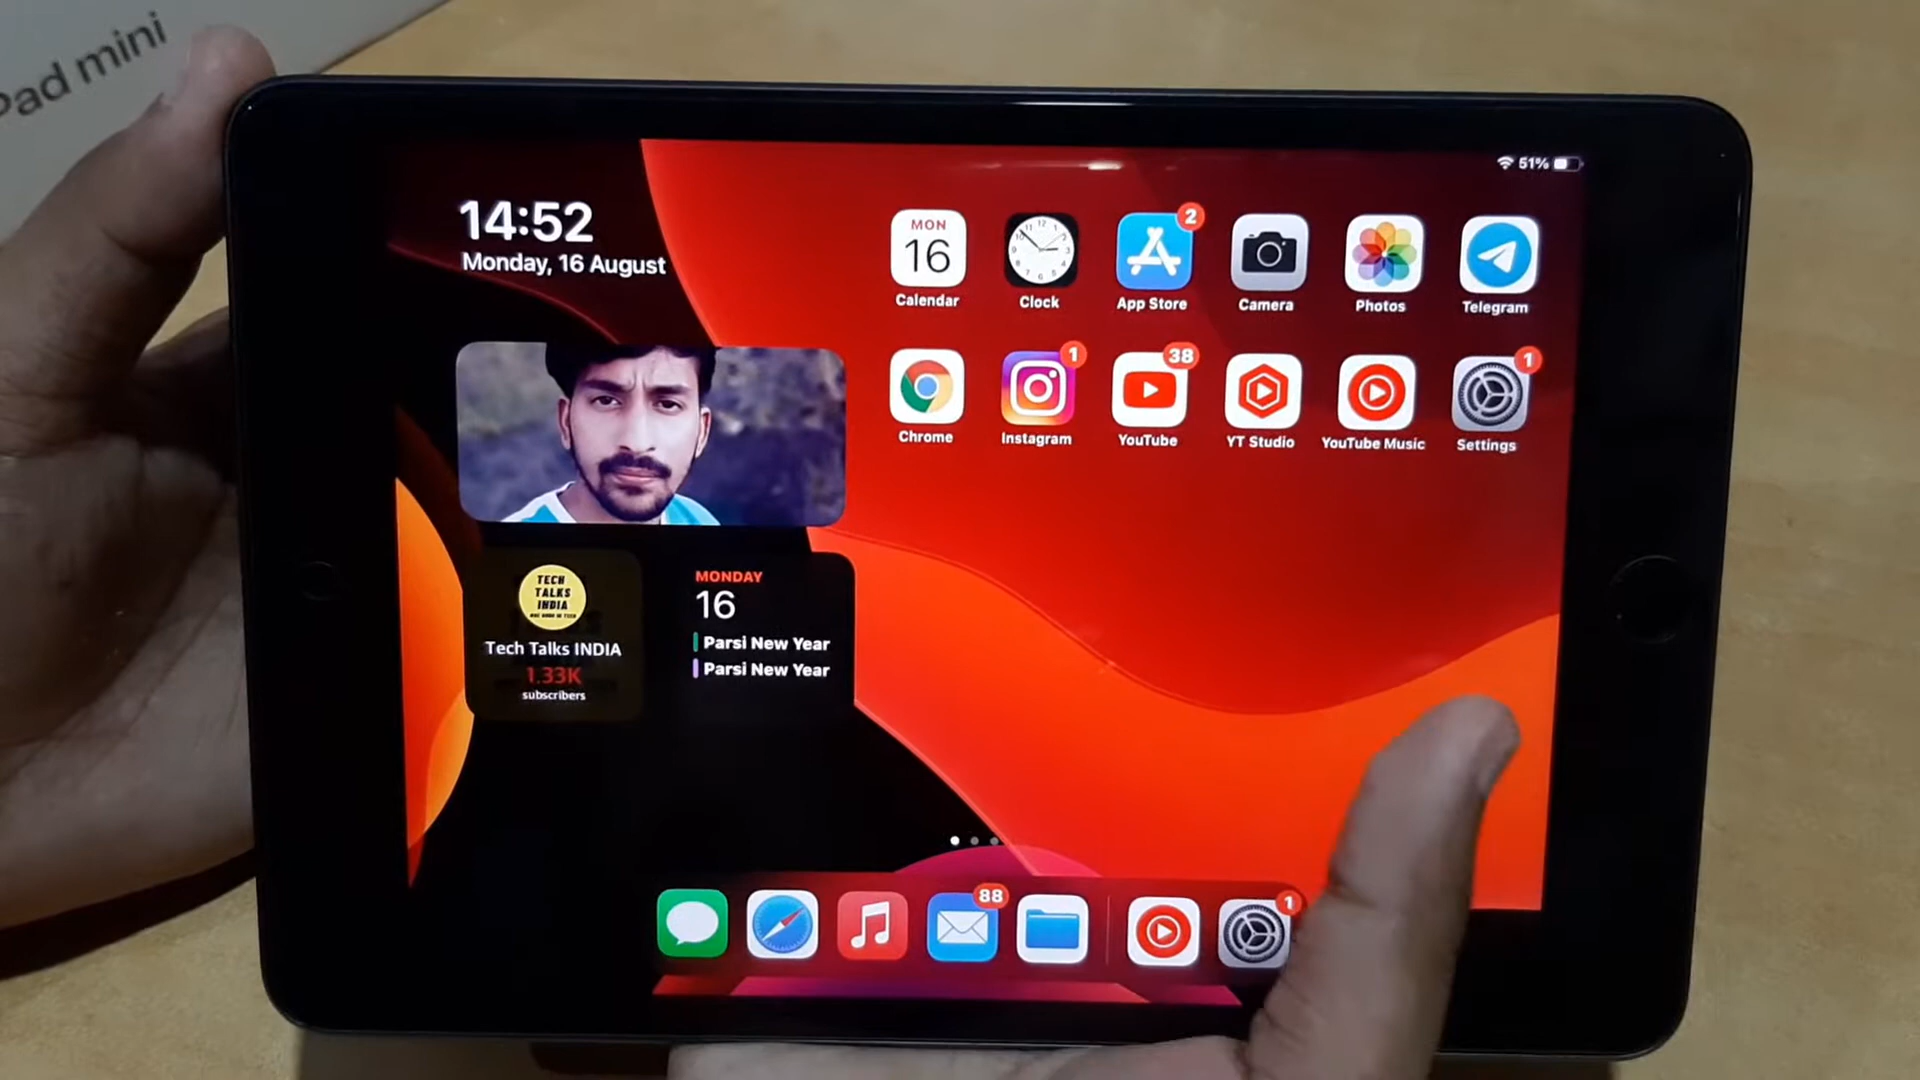 Pad mini
51%
14:52
Monday, 16 August
MON
16
Calendar
12
Clock
2
App Store
Camera
Photos
Telegram
Chrome
1
Instagram
38
YouTube
YT Studio
YouTube Music
1
Settings
TECH
TALKS
INDIA
Tech Talks INDIA
1.33K
subscribers
MONDAY
16
Parsi New Year
Parsi New Year
88
1